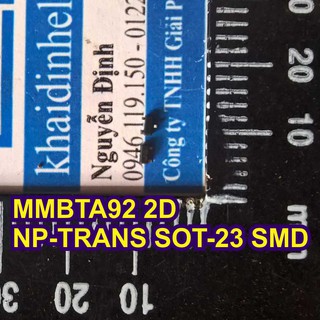 khaidinhel
Nguyễn Định
0946.119.150 - 0122
Công ty TNHH Giải P
MMBTA92 2D
NP-TRANS SOT-23 SMD
10
20
10
20
30